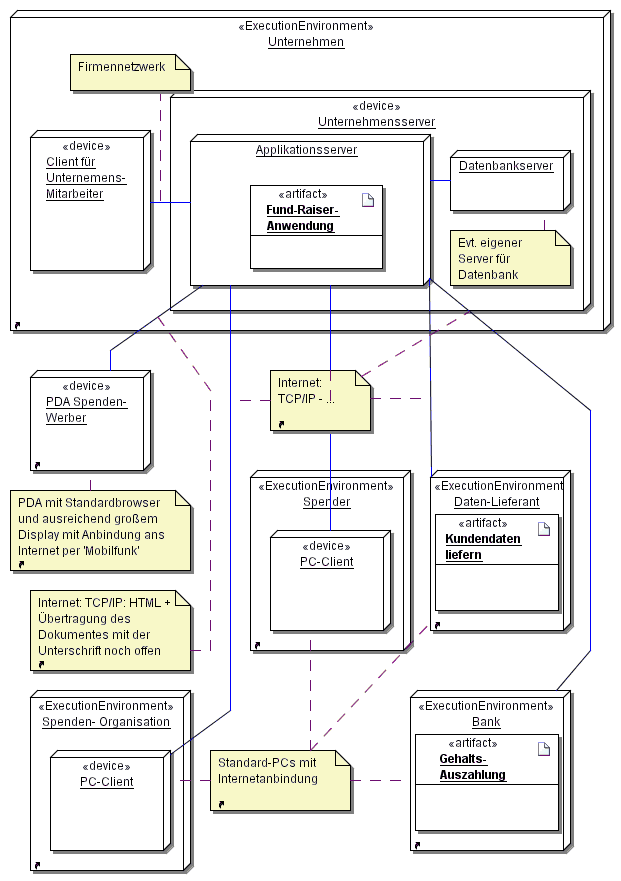 «ExecutionEnvironment»
Unternehmen
Firmennetzwerk
«device»
Unternehmensserver
«device»
Client für
Unternemens-
Mitarbeiter
Applikationsserver
«artifact»
Fund-Raiser-
Anwendung
Datenbankserver
Evt. eigener
Server für
Datenbank
«device»
PDA Spenden-
Werber
Internet:
TCP/IP - ...
PDA mit Standardbrowser
und ausreichend großem
Display mit Anbindung ans
Internet per 'Mobilfunk'
«ExecutionEnvironment»
Spender
«device»
PC-Client
«ExecutionEnvironment
Daten-Lieferant
«artifact»
Kundendaten
liefern
Internet: TCP/IP: HTML +
Übertragung des
Dokumentes mit der
Unterschrift noch offen
«ExecutionEnvironment»
Spenden- Organisation
«device»
PC-Client
Standard-PCs mit
Internetanbindung
«ExecutionEnvironment»
Bank
«artifact»
Gehalts-
Auszahlung